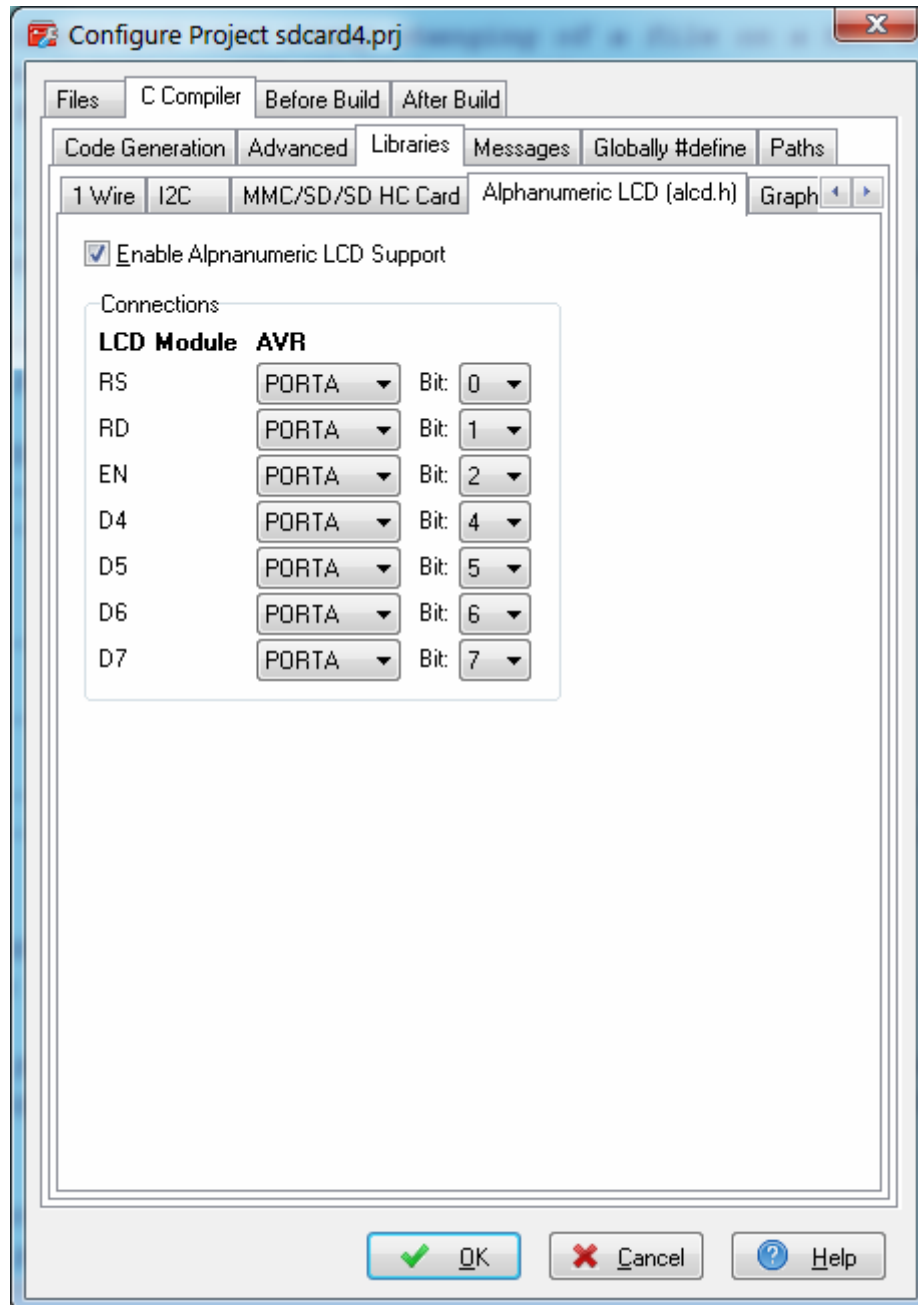 Configure Project sdcard4.prj
Files C Compiler Before Build After Build
Code Generation Advanced Libraries Messages Globally #define Paths
1 Wire I2C MMC/SD/SD HC Card Alphanumeric LCD (alcd.h) Graph
Enable Alpnanumeric LCD Support
Connections
LCD Module AVR
RS PORTA Bit: 0
RD PORTA Bit: 1
EN PORTA Bit: 2
D4 PORTA Bit: 4
D5 PORTA Bit: 5
D6 PORTA Bit: 6
D7 PORTA Bit: 7
OK Cancel Help